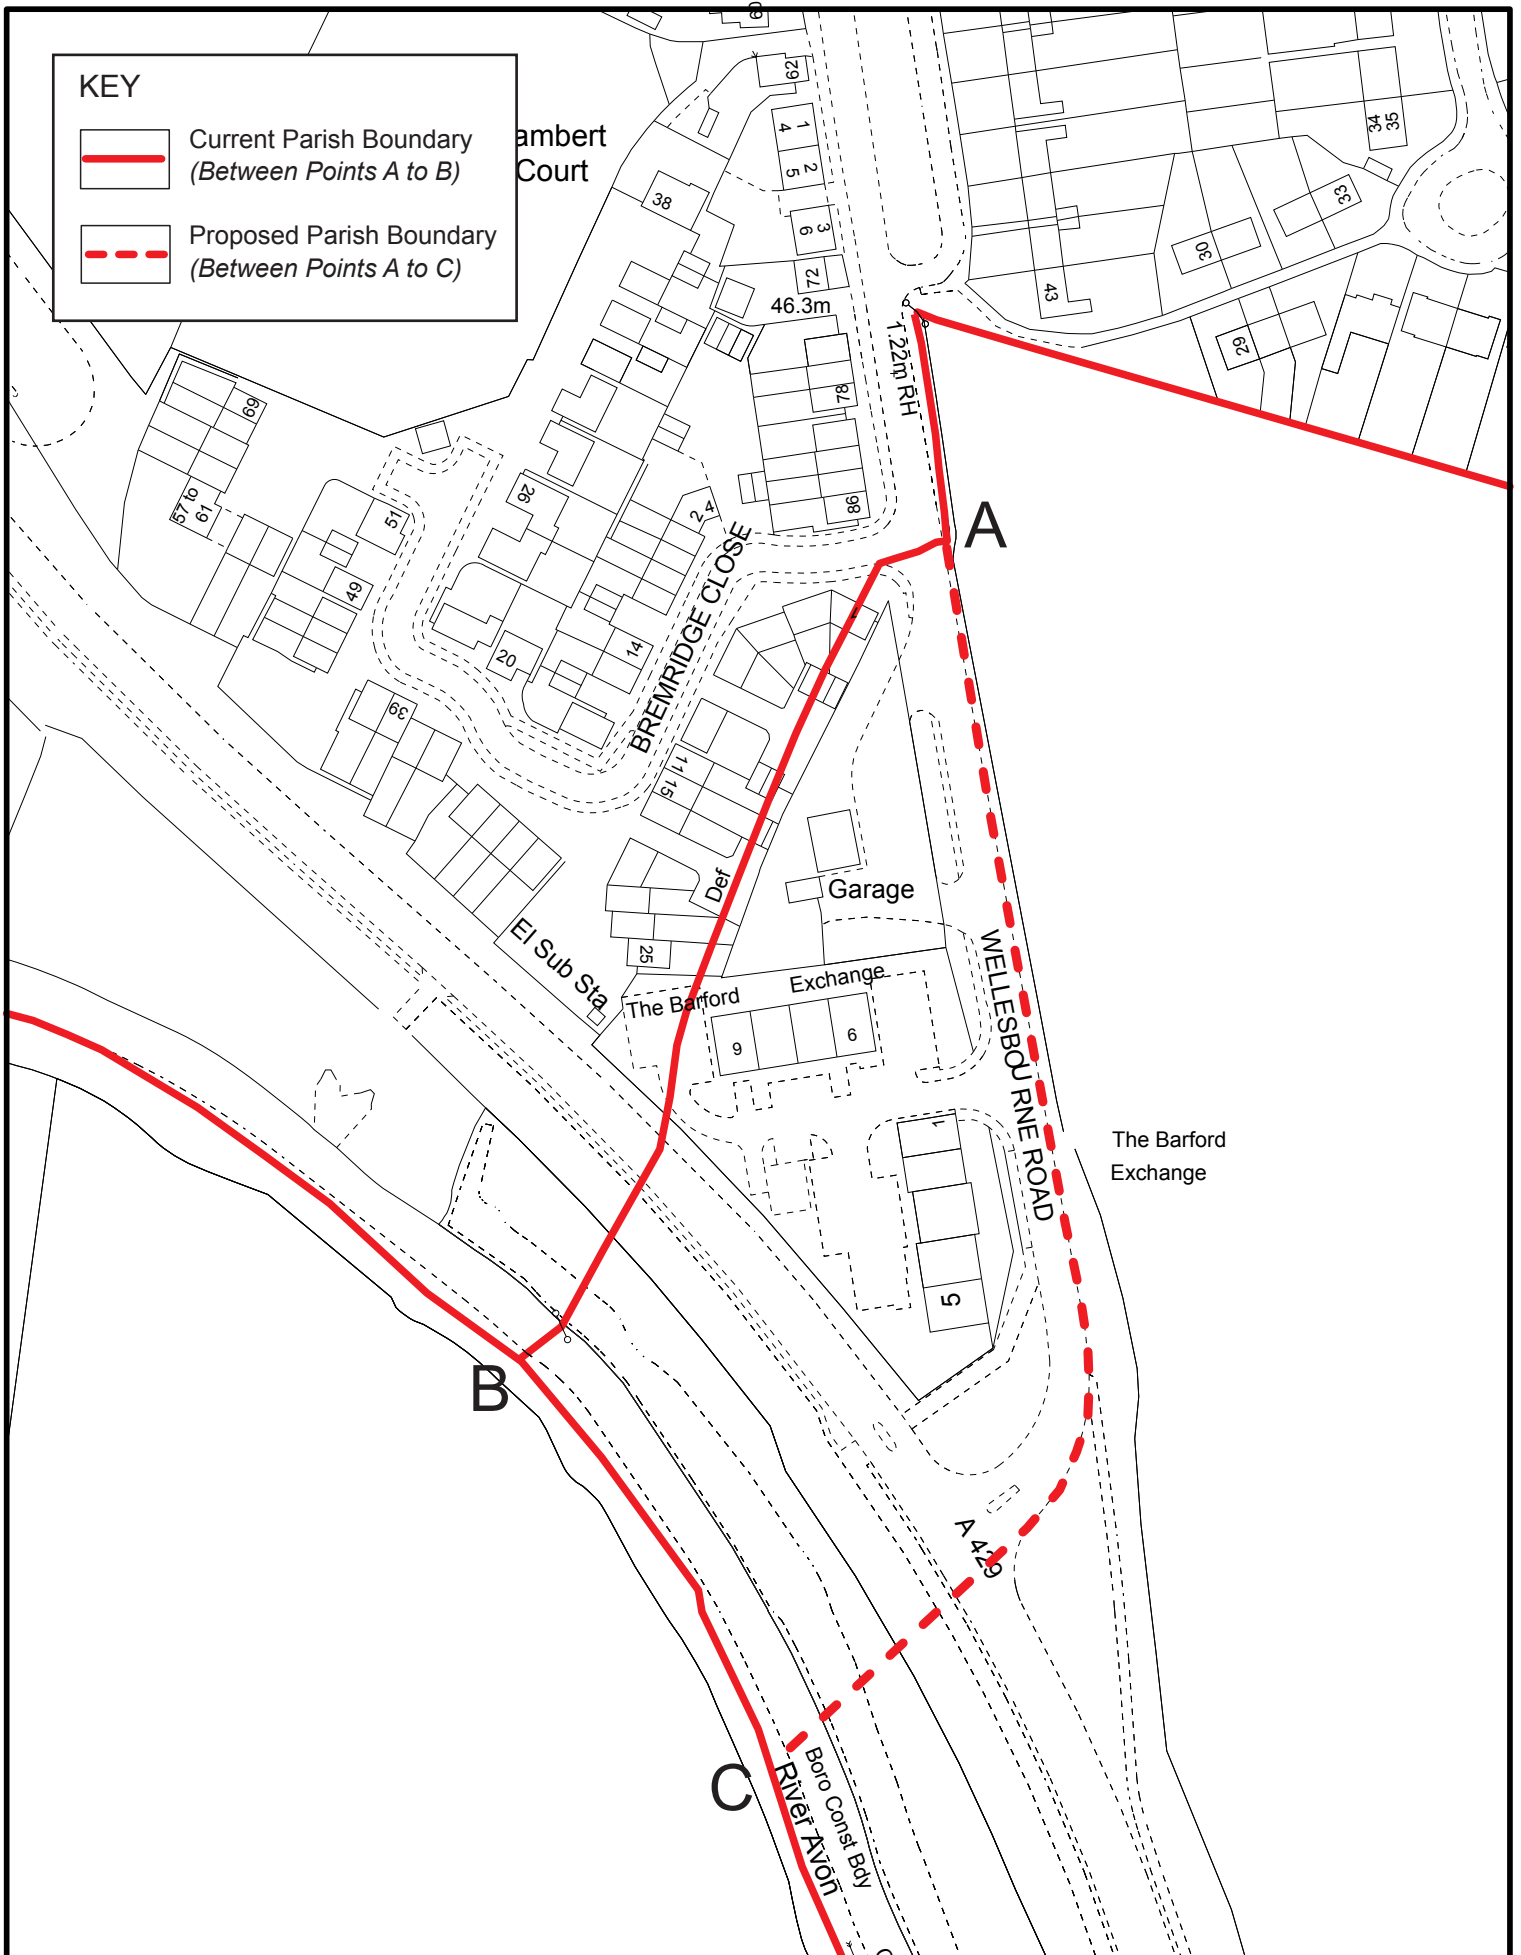 KEY
Current Parish Boundary
(Between Points A to B)
Proposed Parish Boundary
(Between Points A to C)
ambert
Court
60
62
1
4
2
5
3
6
72
46.3m
38
34
35
33
30
43
29
1.22m RH
78
86
A
69
57 to
61
51
49
26
2.4
20
14
39
BREMRIDGE CLOSE
11
15
Def
25
El Sub Sta
Garage
The Barford Exchange
9
6
WELLESBOURNE ROAD
1
5
The Barford
Exchange
B
A 429
C
River Avon
Boro Const Bdy